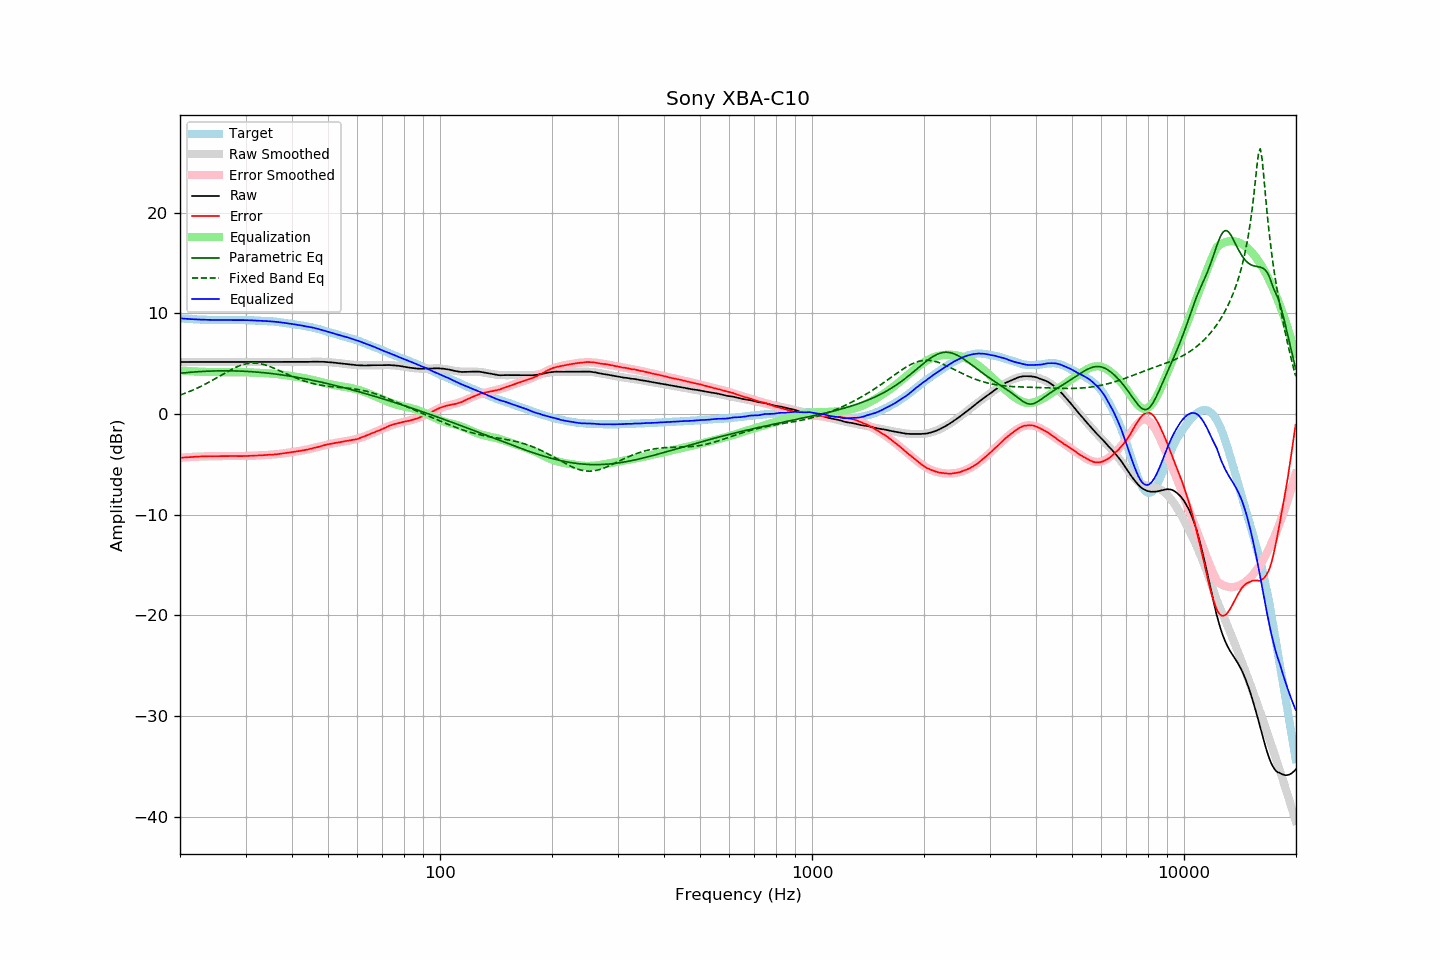 Sony XBA-C10
Target
Raw Smoothed
Error Smoothed
Raw
Error
Equalization
Parametric Eq
Fixed Band Eq
Equalized
20
10
0
−10
−20
−30
−40
Amplitude (dBr)
100
1000
10000
Frequency (Hz)